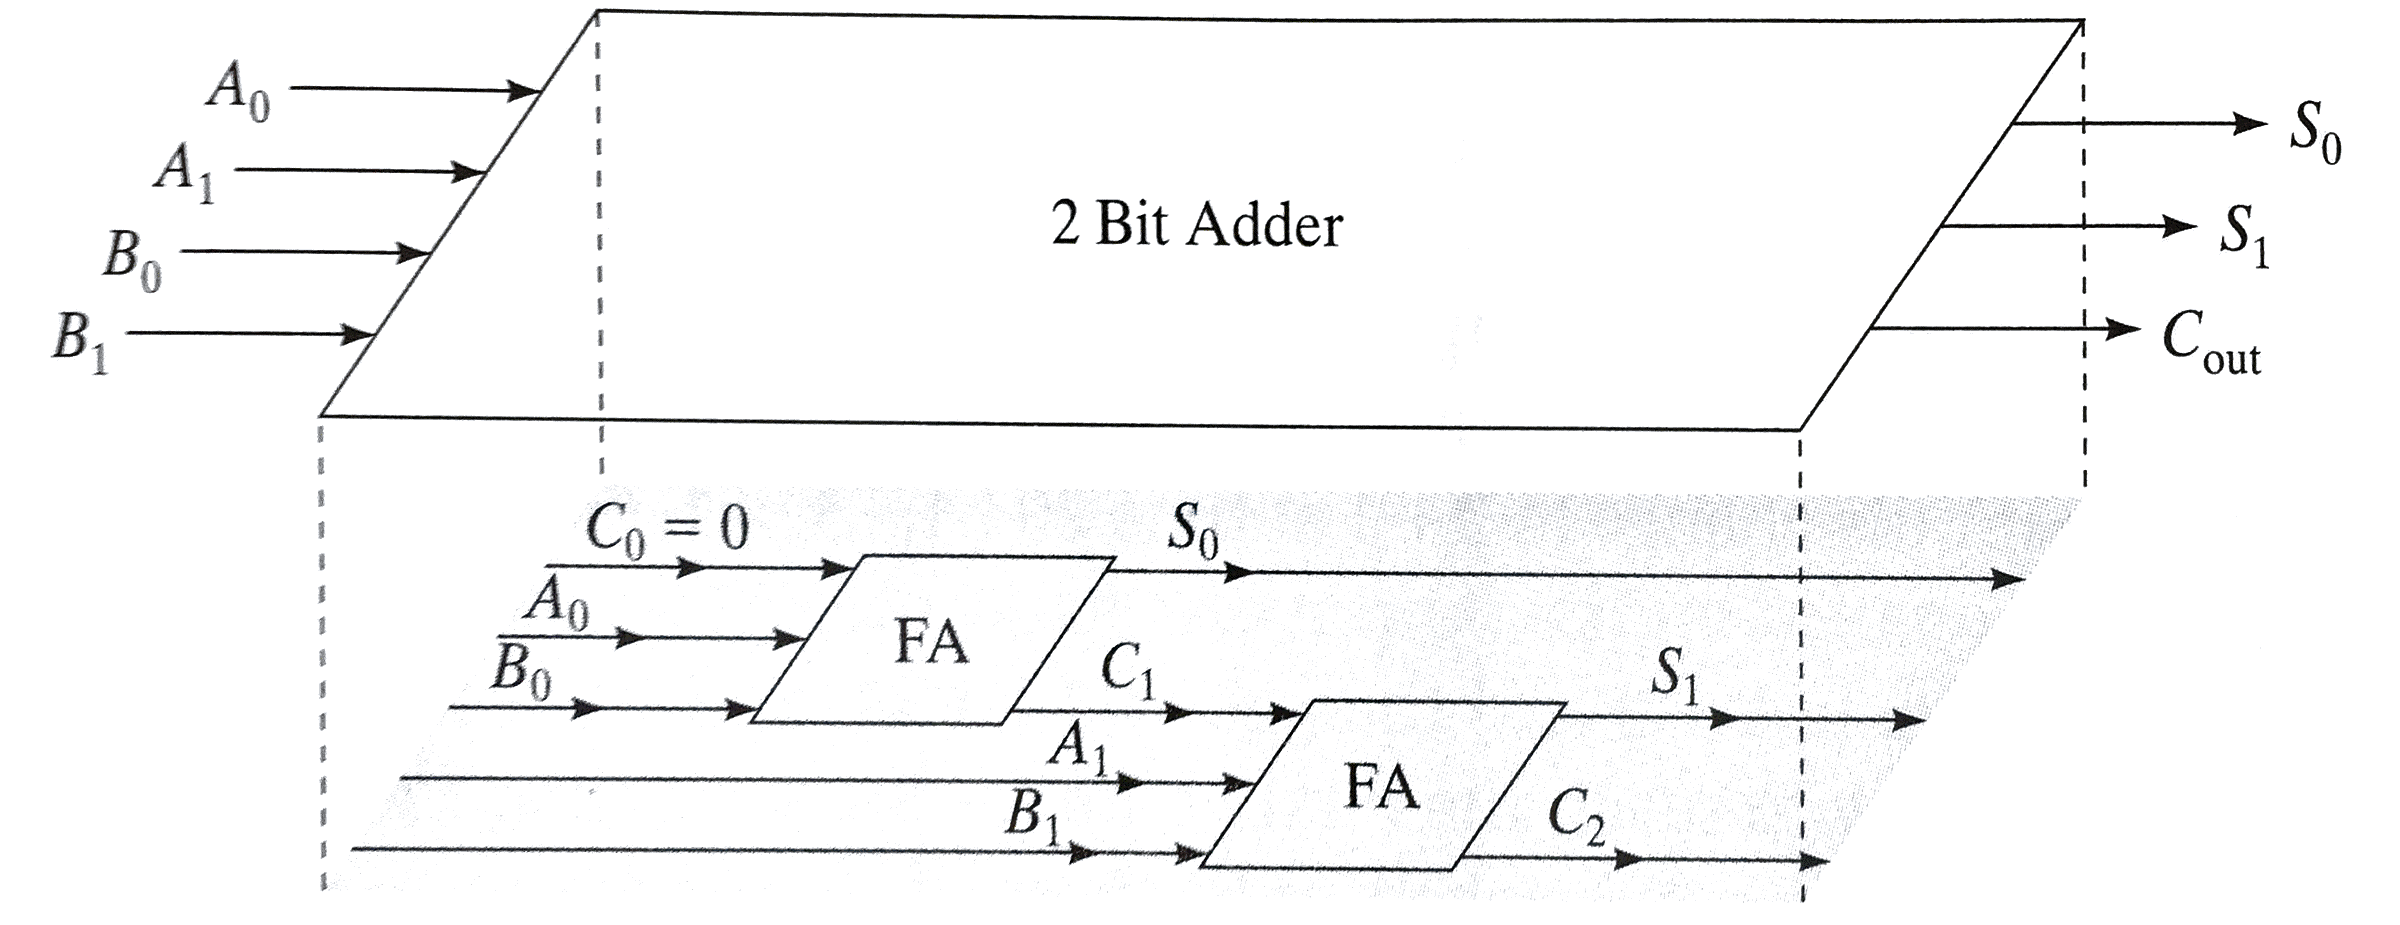 A₀
S₀
A₁
2 Bit Adder
S₁
B₀
B₁
C_out
C₀ = 0
S₀
A₀
FA
B₀
C₁
S₁
A₁
FA
B₁
C₂